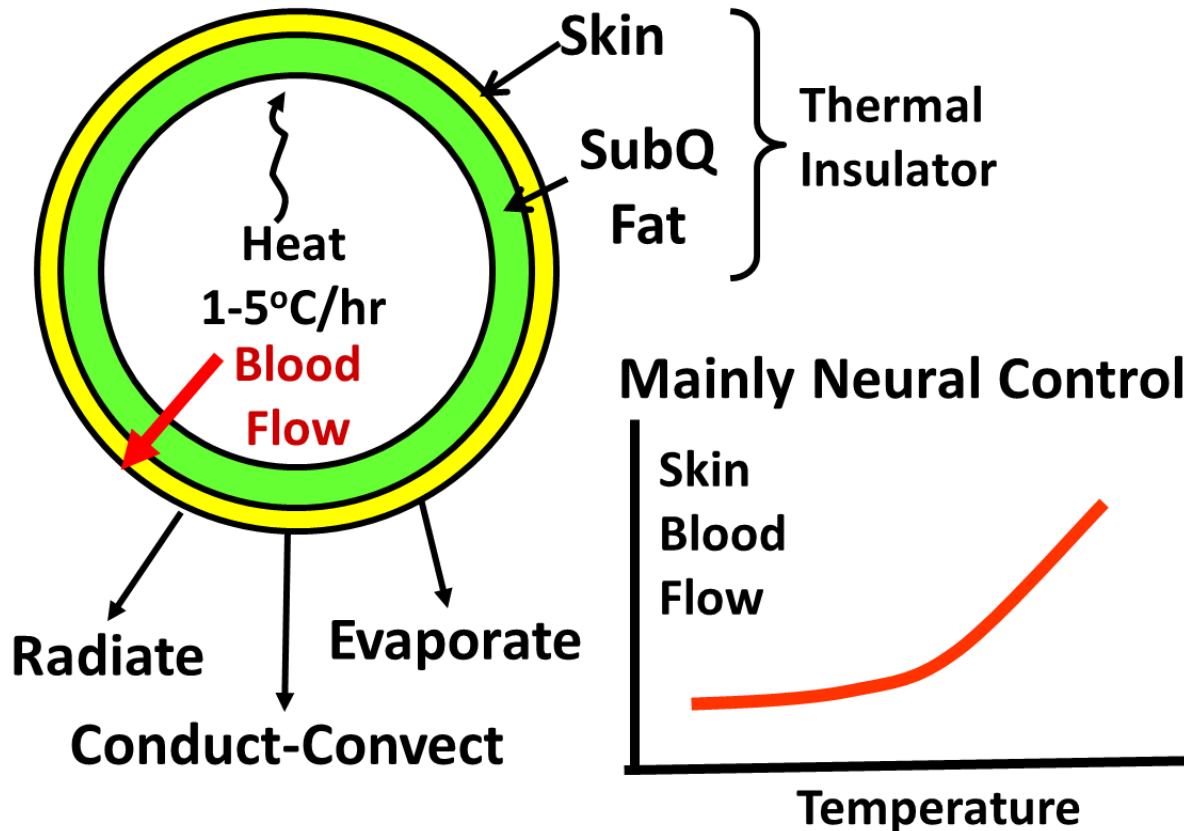 Skin
SubQ
Fat
Thermal
Insulator
Heat
1-5°C/hr
Blood
Flow
Radiate
Conduct-Convect
Evaporate
Mainly Neural Control
Skin
Blood
Flow
Temperature